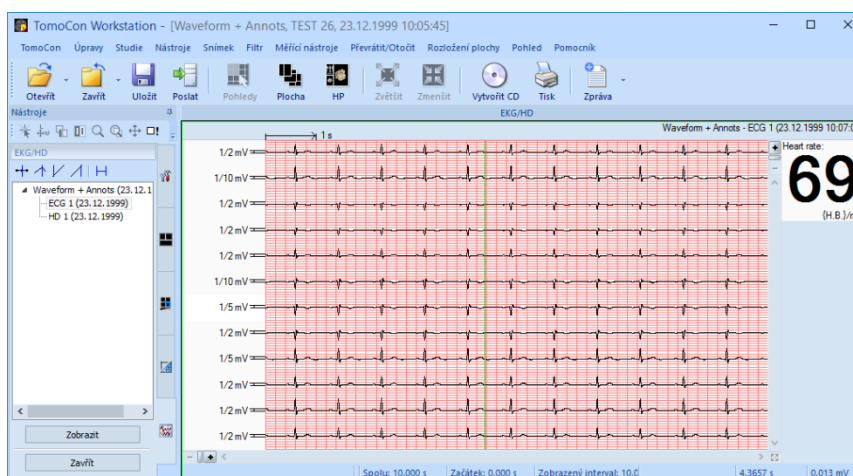 TomoCon Workstation - [Waveform + Annots, TEST 26, 23.12.1999 10:05:45]
TomoCon Úpravy Studie Nástroje Snímek Filtr Měřící nástroje Převrátit/Otočit Rozložení plochy Pohled Pomocník
Otevřít Zavřít Uložit Poslat Pohledy Plocha HP Zvětšit Zmenšit Vytvořit CD Tisk Zpráva
Nástroje
EKG/HD
Waveform + Annots - ECG 1 (23.12.1999 10:07:0
EKG/HD
Waveform + Annots (23.12.1
ECG 1 (23.12.1999)
HD 1 (23.12.1999)
Zobrazit
Zavřít
1 s
1/2 mV
1/10 mV
1/2 mV
1/2 mV
1/2 mV
1/10 mV
1/5 mV
1/2 mV
1/5 mV
1/2 mV
1/2 mV
1/2 mV
Heart rate:
69
{H.B.}/r
Spolu: 10.000 s Začátek: 0.000 s Zobrazený interval: 10.0 4.3657 s 0.013 mV